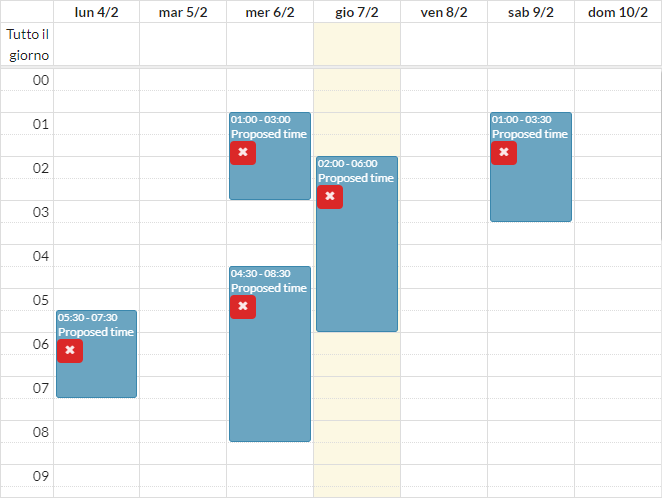 lun 4/2 mar 5/2 mer 6/2 gio 7/2 ven 8/2 sab 9/2 dom 10/2
Tutto il
giorno
00
01
02
03
04
05
06
07
08
09
05:30 - 07:30
Proposed time
✖
01:00 - 03:00
Proposed time
✖
04:30 - 08:30
Proposed time
✖
02:00 - 06:00
Proposed time
✖
01:00 - 03:30
Proposed time
✖